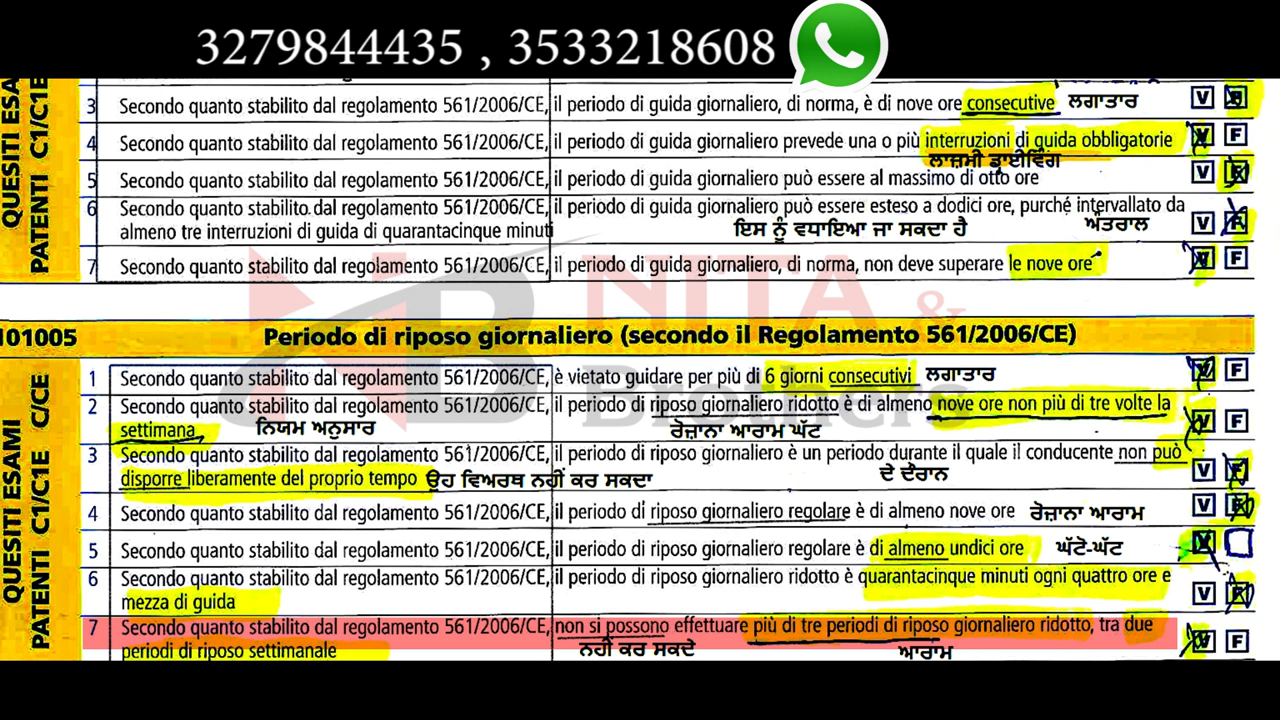 3279844435 , 3533218608
QUESITI ESA
PATENTI C1/C1E
3 Secondo quanto stabilito dal regolamento 561/2006/CE, il periodo di guida giornaliero, di norma, è di nove ore consecutive ਲਗਾਤਾਰ V F
4 Secondo quanto stabilito dal regolamento 561/2006/CE, il periodo di guida giornaliero prevede una o più interruzioni di guida obbligatorie V F
ਲਾਜ਼ਮੀ ਡ੍ਰਾਈਵਿੰਗ
5 Secondo quanto stabilito dal regolamento 561/2006/CE, il periodo di guida giornaliero può essere al massimo di otto ore V F
6 Secondo quanto stabilito dal regolamento 561/2006/CE, il periodo di guida giornaliero può essere esteso a dodici ore, purché intervallato da
almeno tre interruzioni di guida di quarantacinque minuti ਇਸ ਨੂੰ ਵਧਾਇਆ ਜਾ ਸਕਦਾ ਹੈ ਅੰਤਰਾਲ V F
7 Secondo quanto stabilito dal regolamento 561/2006/CE, il periodo di guida giornaliero, di norma, non deve superare le nove ore V F
NITA &
B Brothers
101005 Periodo di riposo giornaliero (secondo il Regolamento 561/2006/CE)
QUESITI ESAMI
PATENTI C1/C1E C/CE
1 Secondo quanto stabilito dal regolamento 561/2006/CE, è vietato guidare per più di 6 giorni consecutivi ਲਗਾਤਾਰ V F
2 Secondo quanto stabilito dal regolamento 561/2006/CE, il periodo di riposo giornaliero ridotto è di almeno nove ore non più di tre volte la
settimana ਨਿਯਮ ਅਨੁਸਾਰ ਰੋਜ਼ਾਨਾ ਆਰਾਮ ਘੱਟ V F
3 Secondo quanto stabilito dal regolamento 561/2006/CE, il periodo di riposo giornaliero è un periodo durante il quale il conducente non può
disporre liberamente del proprio tempo ਉਹ ਵਿਅਰਥ ਨਹੀਂ ਕਰ ਸਕਦਾ ਦੇ ਦੌਰਾਨ V F
4 Secondo quanto stabilito dal regolamento 561/2006/CE, il periodo di riposo giornaliero regolare è di almeno nove ore ਰੋਜ਼ਾਨਾ ਆਰਾਮ V F
5 Secondo quanto stabilito dal regolamento 561/2006/CE, il periodo di riposo giornaliero regolare è di almeno undici ore ਘੱਟੋ-ਘੱਟ V
6 Secondo quanto stabilito dal regolamento 561/2006/CE, il periodo di riposo giornaliero ridotto è quarantacinque minuti ogni quattro ore e
mezza di guida V F
7 Secondo quanto stabilito dal regolamento 561/2006/CE, non si possono effettuare più di tre periodi di riposo giornaliero ridotto, tra due
periodi di riposo settimanale ਨਹੀਂ ਕਰ ਸਕਦੇ ਆਰਾਮ V F